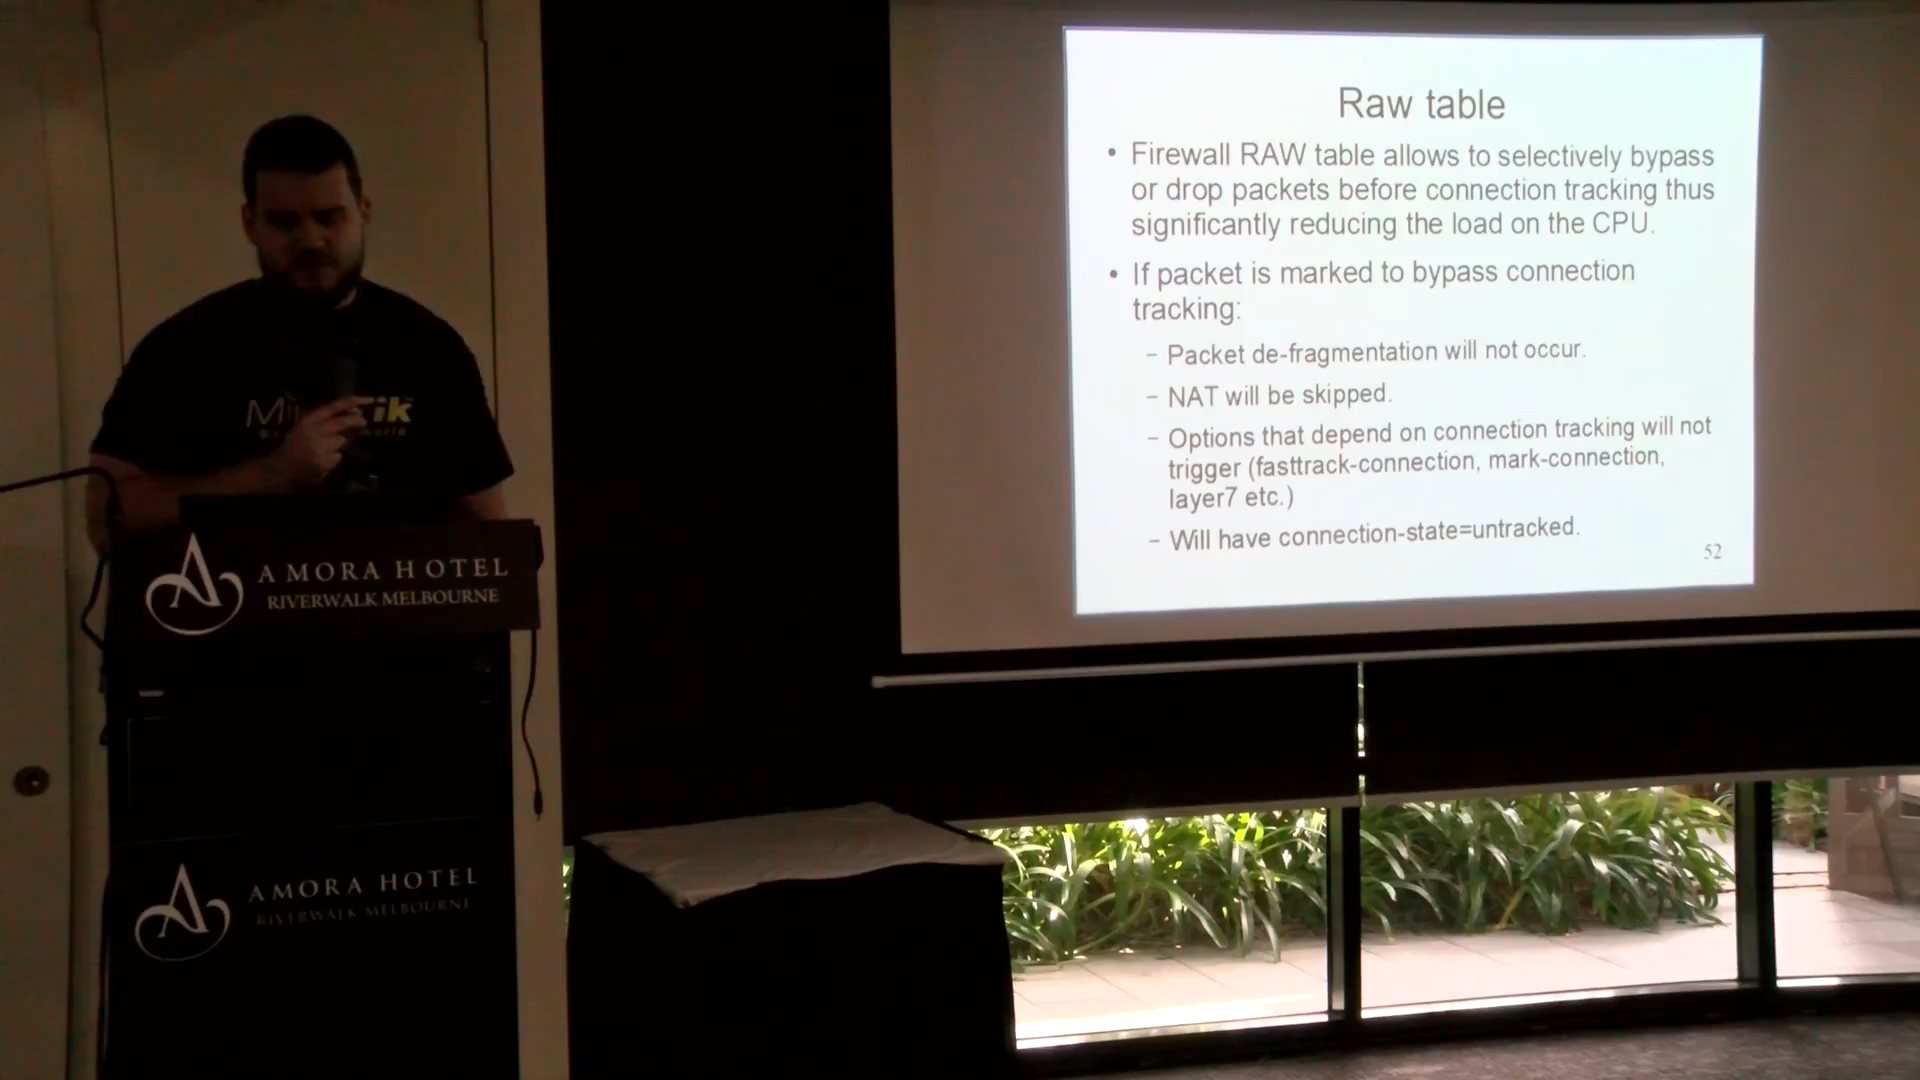 Raw table
• Firewall RAW table allows to selectively bypass
or drop packets before connection tracking thus
significantly reducing the load on the CPU.
• If packet is marked to bypass connection
tracking:
– Packet de-fragmentation will not occur.
– NAT will be skipped.
– Options that depend on connection tracking will not
trigger (fasttrack-connection, mark-connection,
layer7 etc.)
– Will have connection-state=untracked.
52
AMORA HOTEL
RIVERWALK MELBOURNE
AMORA HOTEL
RIVERWALK MELBOURNE